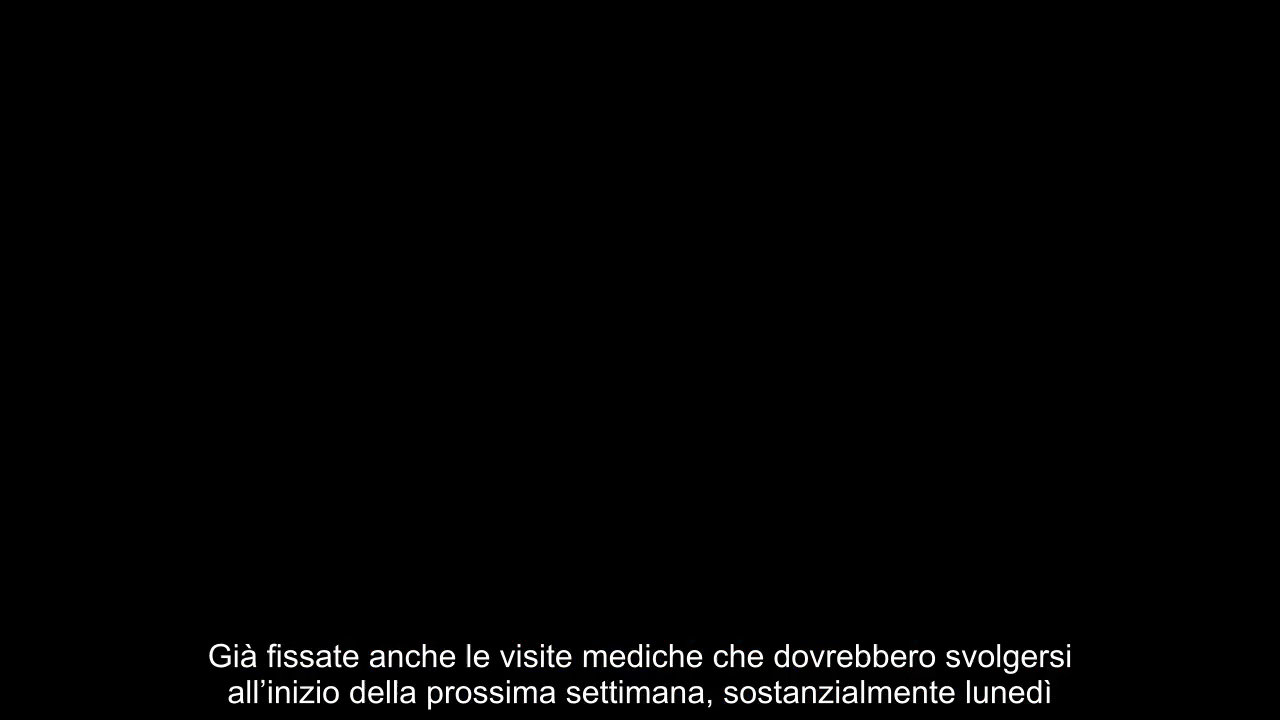 Già fissate anche le visite mediche che dovrebbero svolgersi
all’inizio della prossima settimana, sostanzialmente lunedì